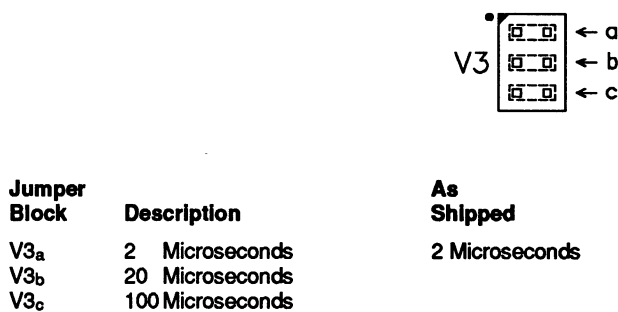 ← a
V3 ← b
← c
Jumper Block Description As Shipped
V3a 2 Microseconds 2 Microseconds
V3b 20 Microseconds
V3c 100 Microseconds